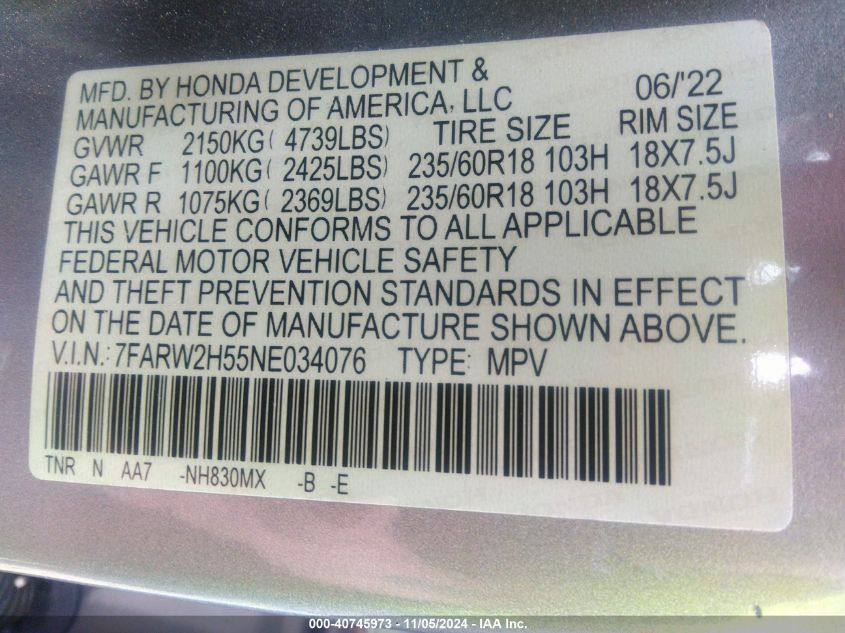 MFD. BY HONDA DEVELOPMENT & 06/'22
MANUFACTURING OF AMERICA, LLC
GVWR 2150KG( 4739LBS) TIRE SIZE RIM SIZE
GAWR F 1100KG( 2425LBS) 235/60R18 103H 18X7.5J
GAWR R 1075KG( 2369LBS) 235/60R18 103H 18X7.5J
THIS VEHICLE CONFORMS TO ALL APPLICABLE
FEDERAL MOTOR VEHICLE SAFETY
AND THEFT PREVENTION STANDARDS IN EFFECT
ON THE DATE OF MANUFACTURE SHOWN ABOVE.
V.I.N.: 7FARW2H55NE034076 TYPE: MPV
TNR N AA7 -NH830MX -B -E
000-40745973 - 11/05/2024 - IAA Inc.